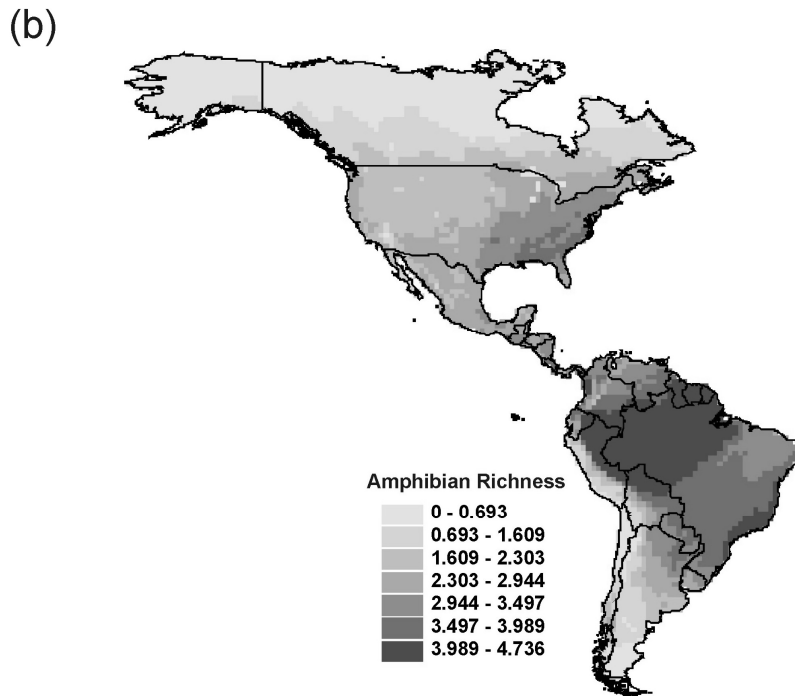 (b)
Amphibian Richness
0 - 0.693
0.693 - 1.609
1.609 - 2.303
2.303 - 2.944
2.944 - 3.497
3.497 - 3.989
3.989 - 4.736